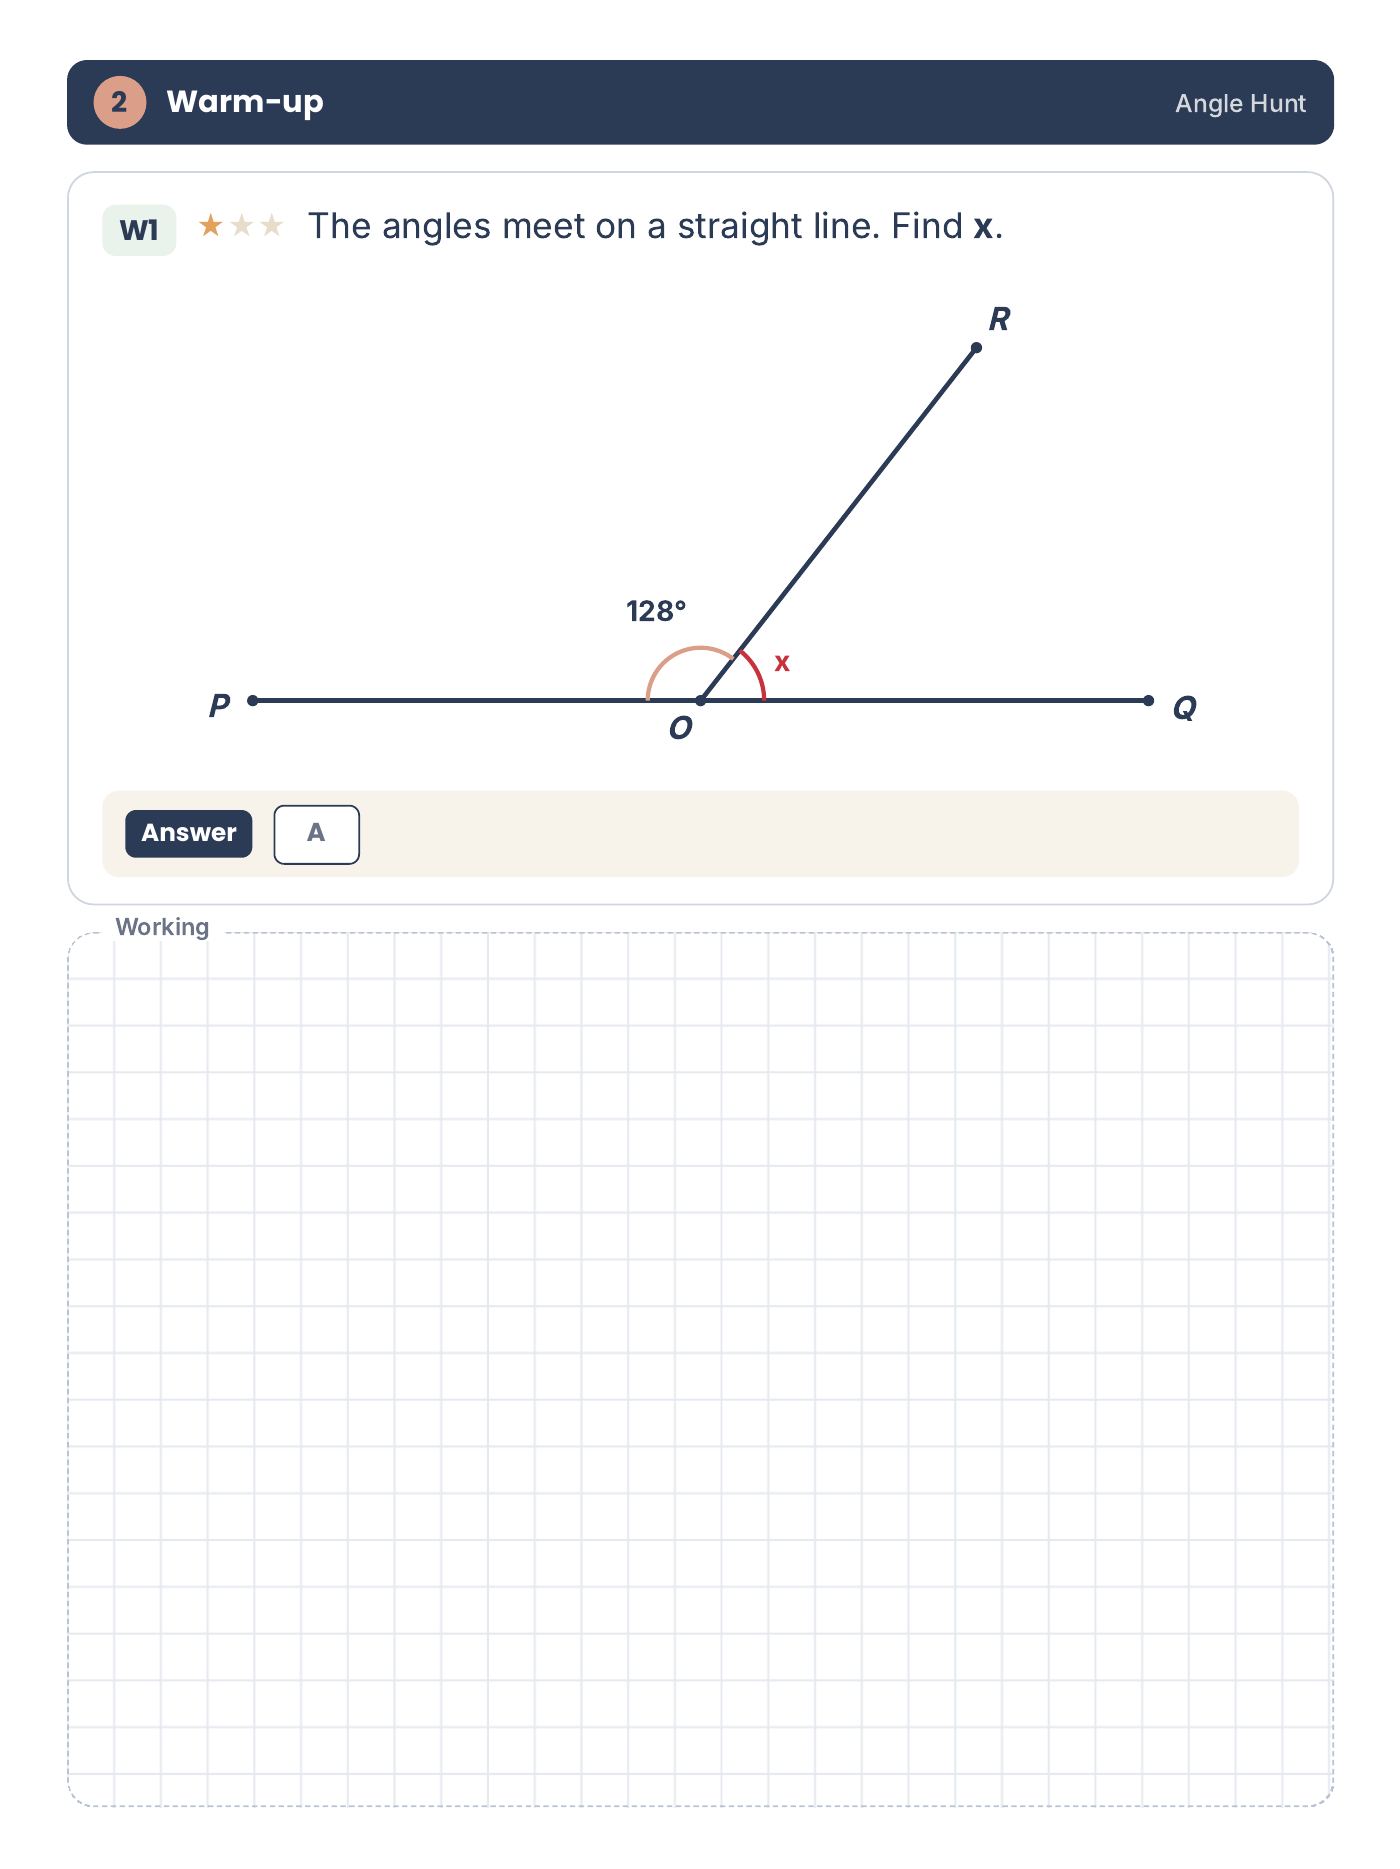 2 Warm-up Angle Hunt
W1 ★★★ The angles meet on a straight line. Find x.
R
128°
x
P
O
Q
Answer A
Working